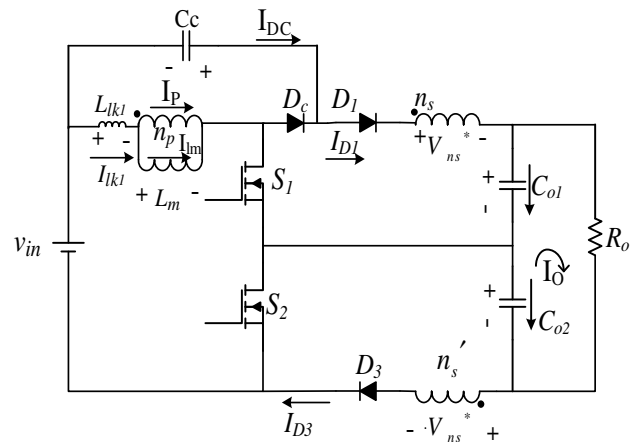 Cc
I_DC
- +
L_lk1
I_P
n_p
I_lm
+ -
I_lk1
+ L_m -
D_c
D_1
I_D1
n_s
+ V_ns* -
S_1
+
-
C_o1
R_o
v_in
I_O
S_2
+
-
C_o2
D_3
n_s′
I_D3
- ·V_ns* +